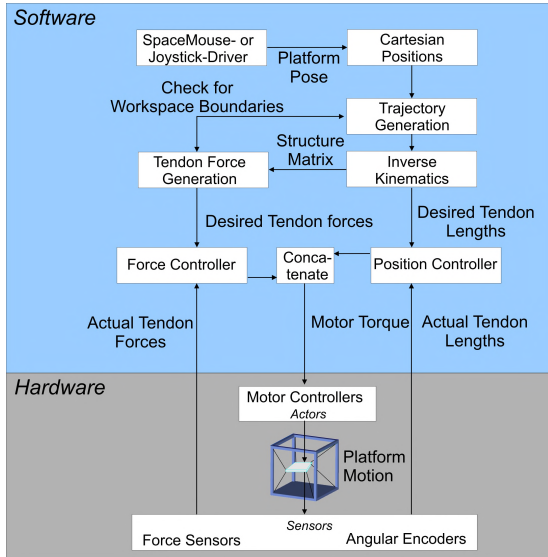 Software
SpaceMouse- or
Joystick-Driver
Platform
Pose
Cartesian
Positions
Check for
Workspace Boundaries
Trajectory
Generation
Structure
Matrix
Tendon Force
Generation
Inverse
Kinematics
Desired Tendon forces
Desired Tendon
Lengths
Force Controller
Conca-
tenate
Position Controller
Actual Tendon
Forces
Motor Torque
Actual Tendon
Lengths
Hardware
Motor Controllers
Actors
Platform
Motion
Sensors
Force Sensors
Angular Encoders